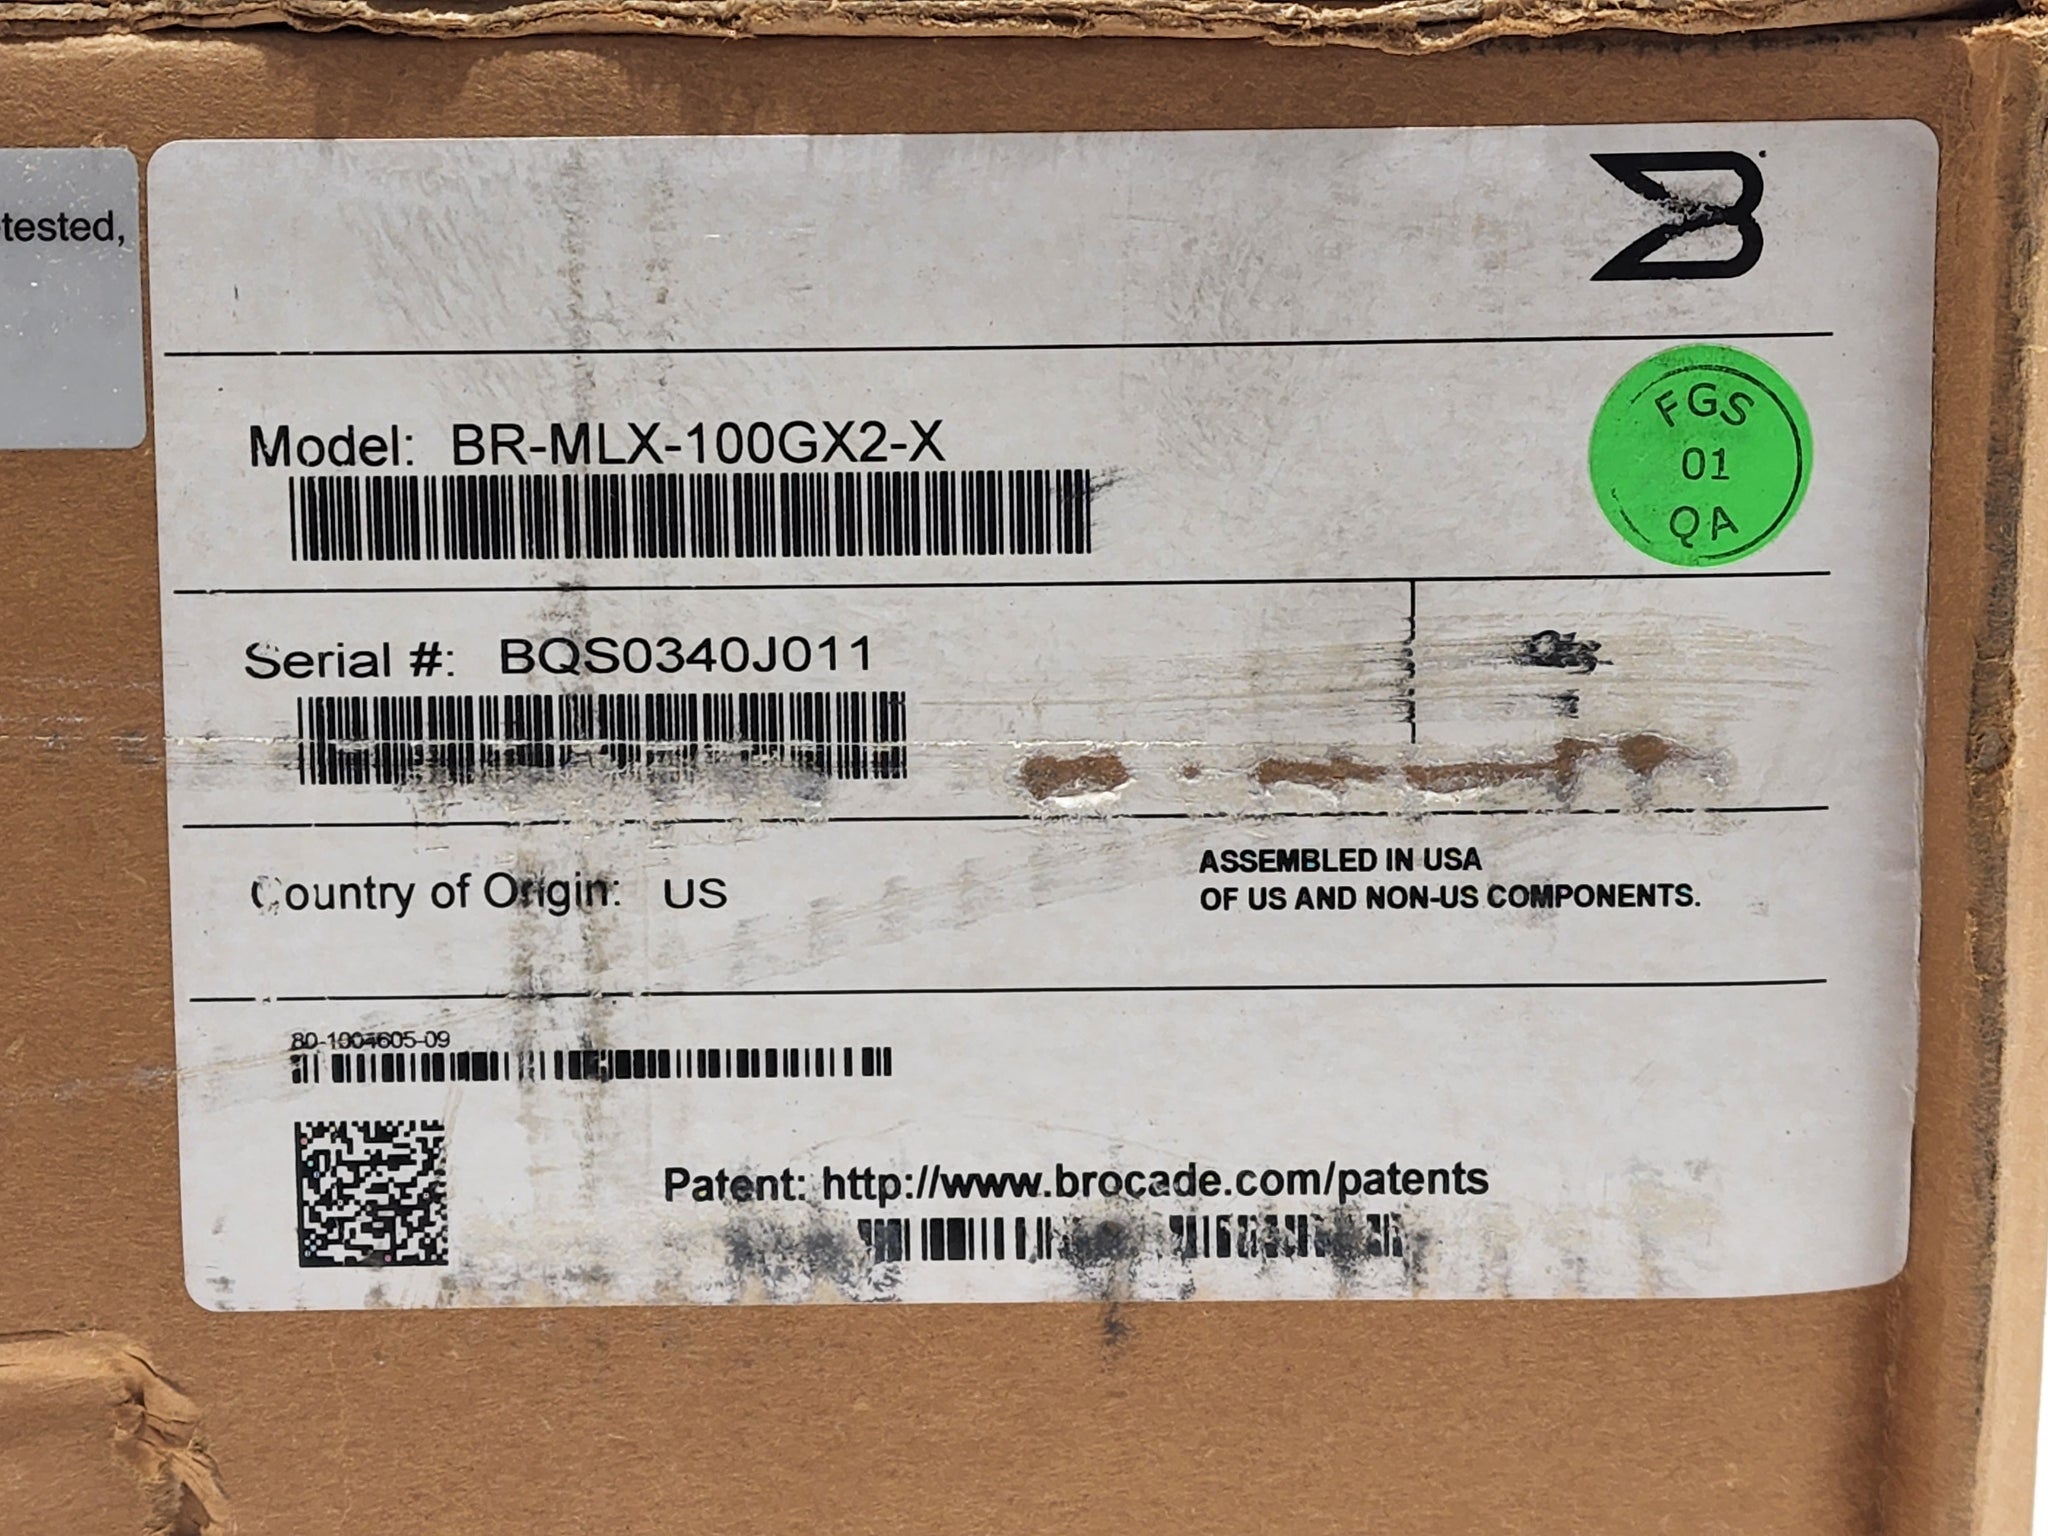 tested,
FGS
01
QA
Model: BR-MLX-100GX2-X
Serial #: BQS0340J011
Country of Origin: US
ASSEMBLED IN USA
OF US AND NON-US COMPONENTS.
80-1004605-09
Patent: http://www.brocade.com/patents